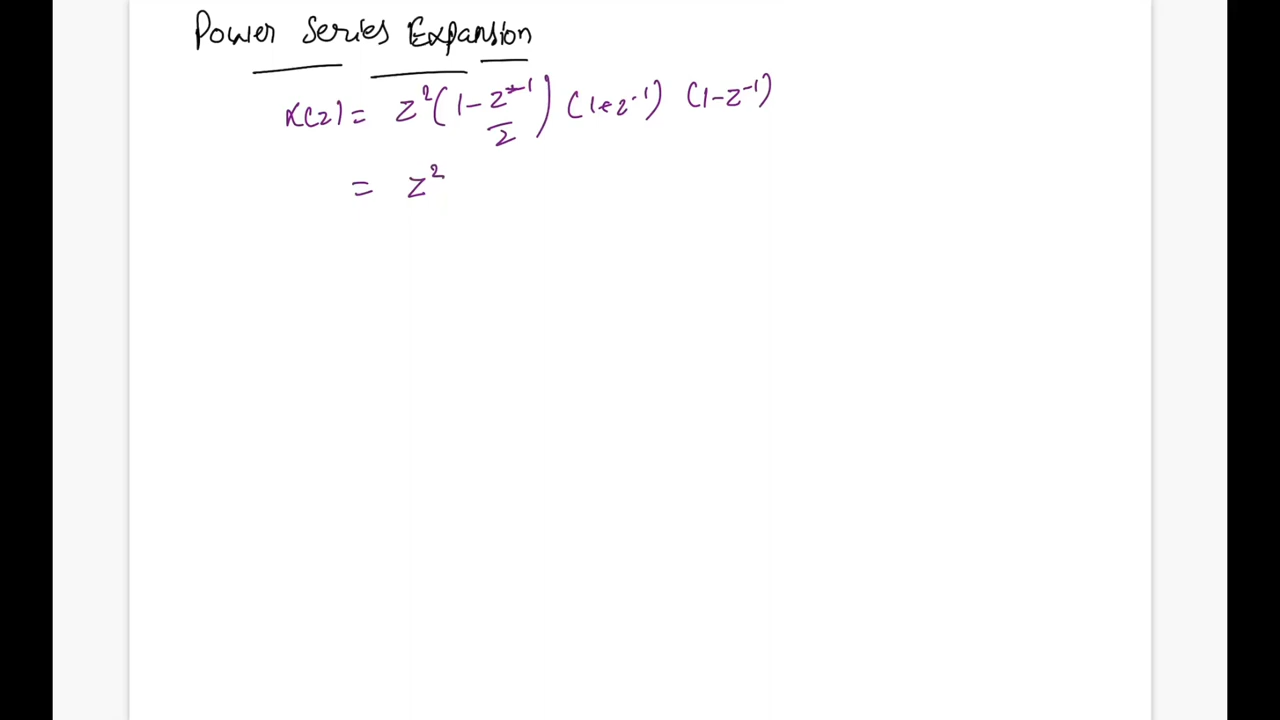 Power Series Expansion
X(z) = z²(1 - z⁻¹/2) (1+z⁻¹) (1-z⁻¹)
= z²